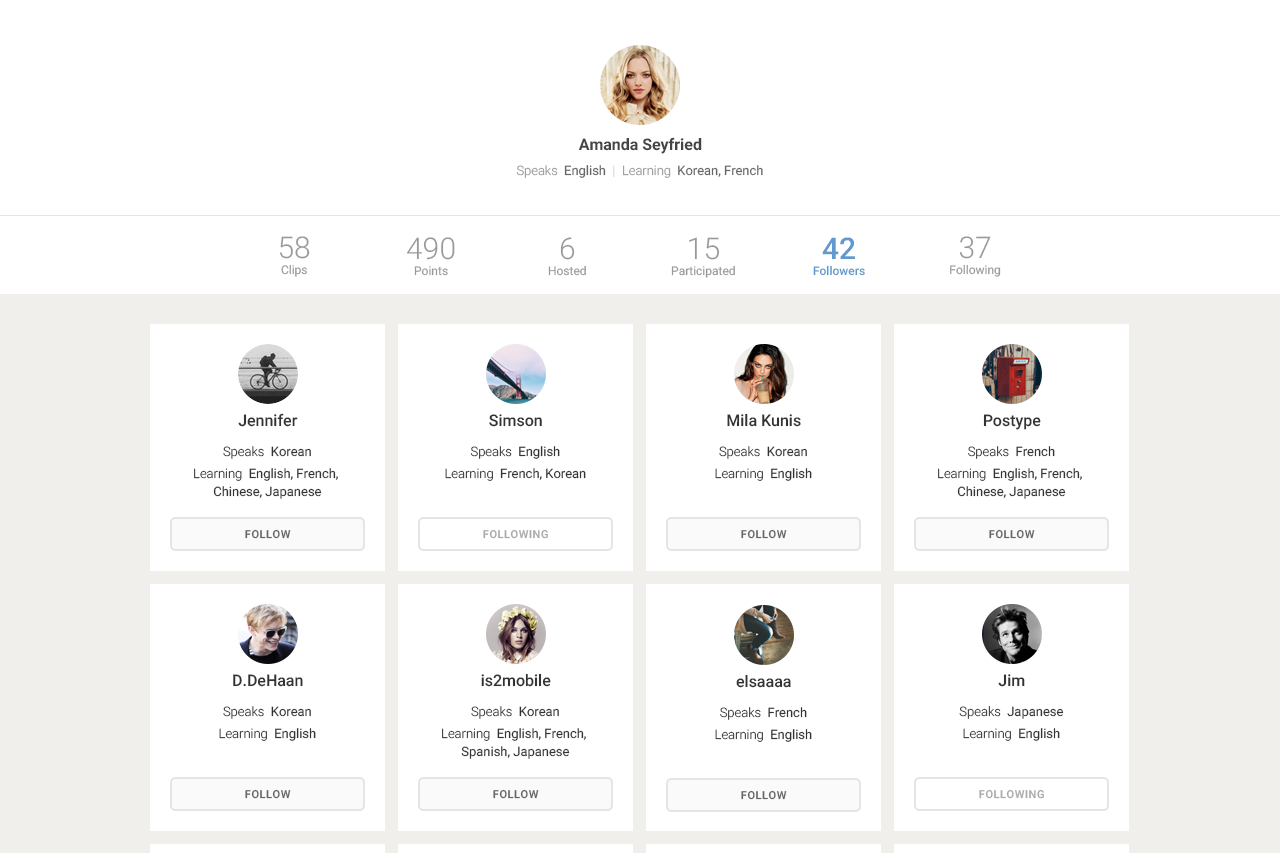 Amanda Seyfried
Speaks English | Learning Korean, French
58 490 6 15 42 37
Clips Points Hosted Participated Followers Following
Jennifer
Speaks Korean
Learning English, French,
Chinese, Japanese
FOLLOW
Simson
Speaks English
Learning French, Korean
FOLLOWING
Mila Kunis
Speaks Korean
Learning English
FOLLOW
Postype
Speaks French
Learning English, French,
Chinese, Japanese
FOLLOW
D.DeHaan
Speaks Korean
Learning English
FOLLOW
is2mobile
Speaks Korean
Learning English, French,
Spanish, Japanese
FOLLOW
elsaaaa
Speaks French
Learning English
FOLLOW
Jim
Speaks Japanese
Learning English
FOLLOWING